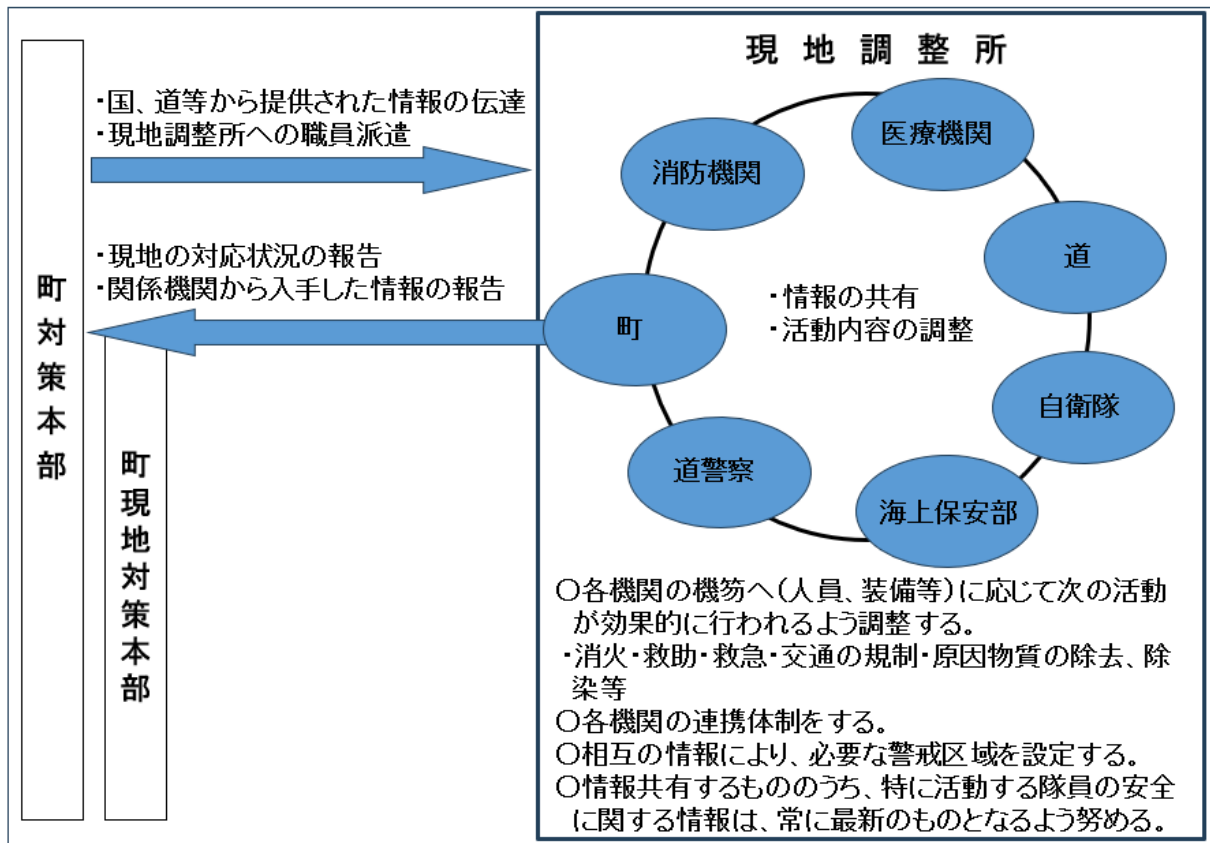 町対策本部
町現地対策本部
・国、道等から提供された情報の伝達
・現地調整所への職員派遣
・現地の対応状況の報告
・関係機関から入手した情報の報告
現地調整所
医療機関
消防機関
道
町
・情報の共有
・活動内容の調整
自衛隊
道警察
海上保安部
〇各機関の機笏へ(人員、装備等)に応じて次の活動
が効果的に行われるよう調整する。
・消火・救助・救急・交通の規制・原因物質の除去、除
染等
〇各機関の連携体制をする。
〇相互の情報により、必要な警戒区域を設定する。
〇情報共有するもののうち、特に活動する隊員の安全
に関する情報は、常に最新のものとなるよう努める。